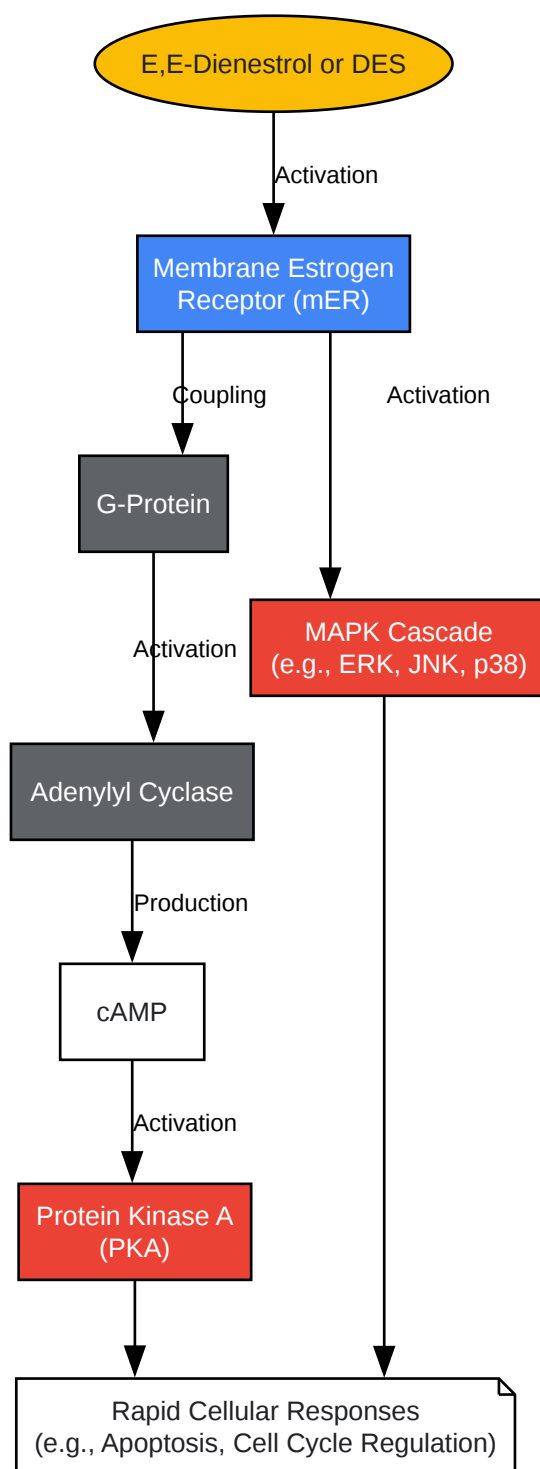 E,E-Dienestrol or DES
Activation
Membrane Estrogen
Receptor (mER)
Coupling
Activation
G-Protein
MAPK Cascade
(e.g., ERK, JNK, p38)
Activation
Adenylyl Cyclase
Production
cAMP
Activation
Protein Kinase A
(PKA)
Rapid Cellular Responses
(e.g., Apoptosis, Cell Cycle Regulation)